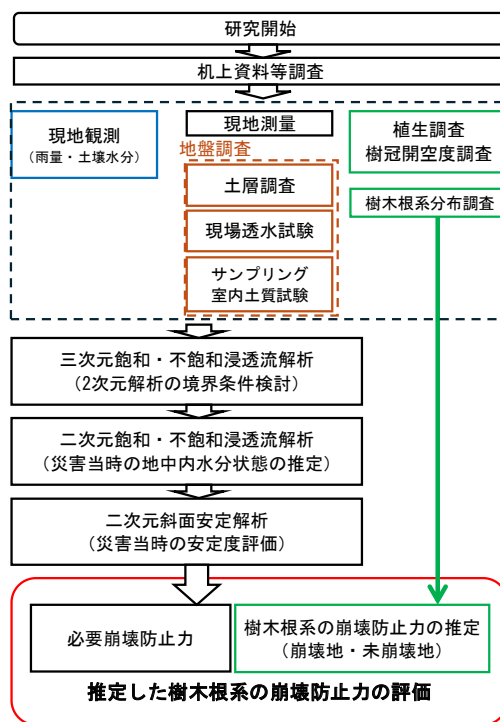 研究開始
机上資料等調査
現地観測
（雨量・土壌水分）
現地測量
地盤調査
土層調査
現場透水試験
サンプリング
室内土質試験
植生調査
樹冠開空度調査
樹木根系分布調査
三次元飽和・不飽和浸透流解析
（2次元解析の境界条件検討）
二次元飽和・不飽和浸透流解析
（災害当時の地中内水分状態の推定）
二次元斜面安定解析
（災害当時の安定度評価）
必要崩壊防止力
樹木根系の崩壊防止力の推定
（崩壊地・未崩壊地）
推定した樹木根系の崩壊防止力の評価